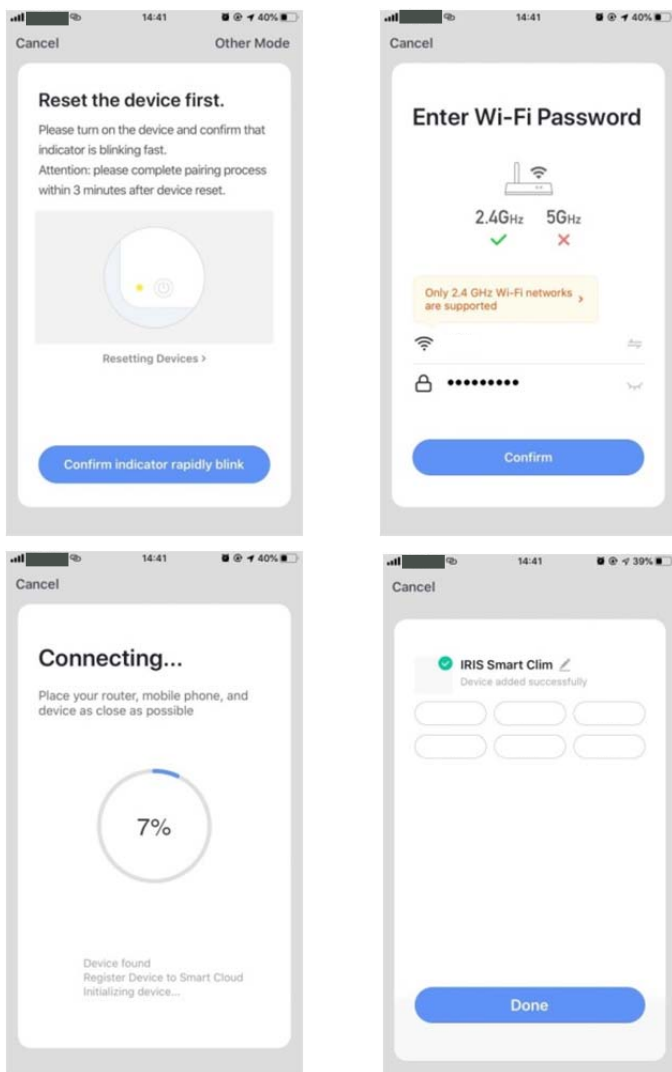 14:41
40%
Cancel
Other Mode
Reset the device first.
Please turn on the device and confirm that
indicator is blinking fast.
Attention: please complete pairing process
within 3 minutes after device reset.
Resetting Devices >
Confirm indicator rapidly blink
14:41
40%
Cancel
Enter Wi-Fi Password
2.4GHz 5GHz
Only 2.4 GHz Wi-Fi networks >
are supported
•••••••••
Confirm
14:41
40%
Cancel
Connecting...
Place your router, mobile phone, and
device as close as possible
7%
Device found
Register Device to Smart Cloud
Initializing device...
14:41
39%
Cancel
IRIS Smart Clim
Device added successfully
Done